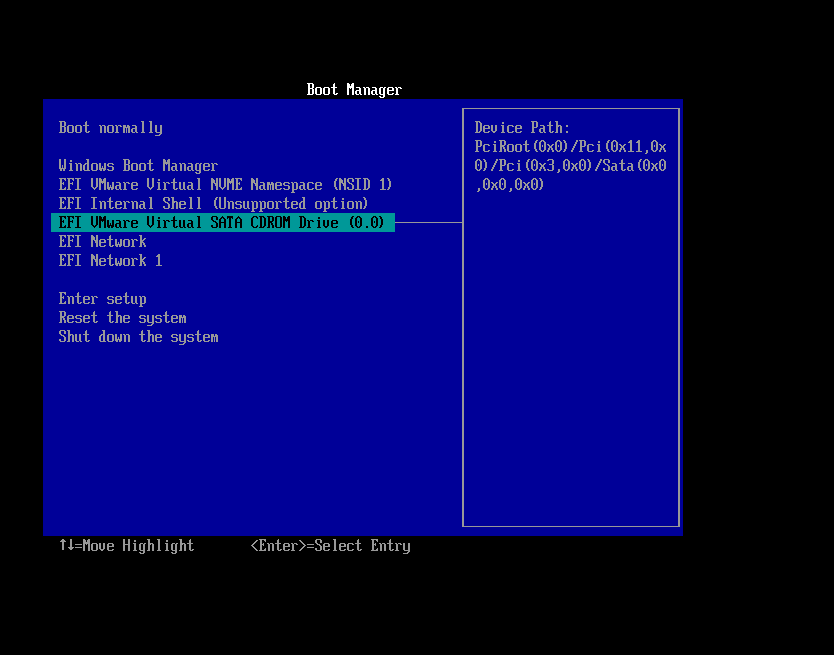 Boot Manager
Boot normally
Windows Boot Manager
EFI VMware Virtual NVME Namespace (NSID 1)
EFI Internal Shell (Unsupported option)
EFI VMware Virtual SATA CDROM Drive (0.0)
EFI Network
EFI Network 1
Enter setup
Reset the system
Shut down the system
Device Path:
PciRoot(0x0)/Pci(0x11,0x
0)/Pci(0x3,0x0)/Sata(0x0
,0x0,0x0)
↑↓=Move Highlight <Enter>=Select Entry